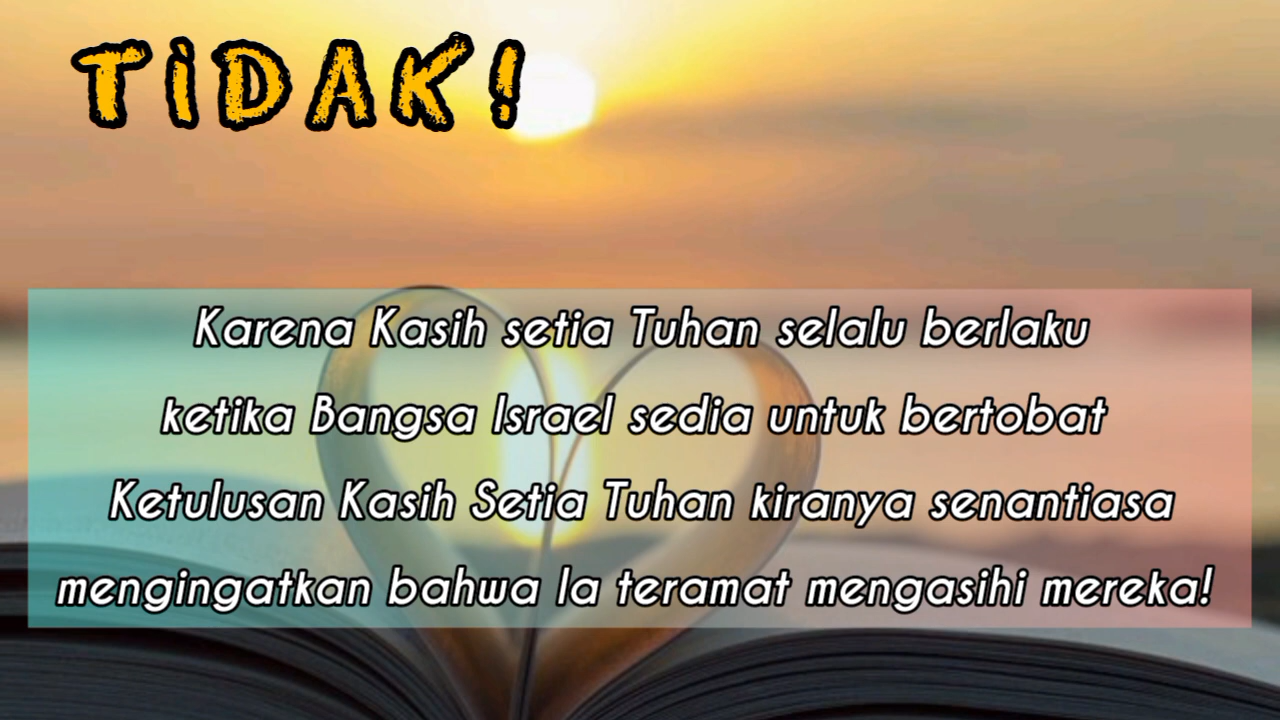 TiDAK!
Karena Kasih setia Tuhan selalu berlaku
ketika Bangsa Israel sedia untuk bertobat
Ketulusan Kasih Setia Tuhan kiranya senantiasa
mengingatkan bahwa Ia teramat mengasihi mereka!